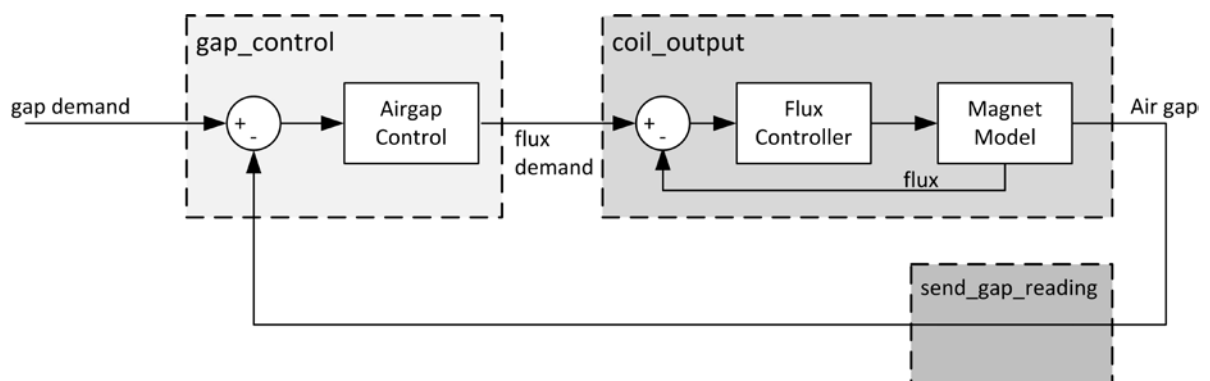 gap_control
coil_output
gap demand
+
-
Airgap
Control
flux
demand
+
-
Flux
Controller
Magnet
Model
flux
Air gap
send_gap_reading